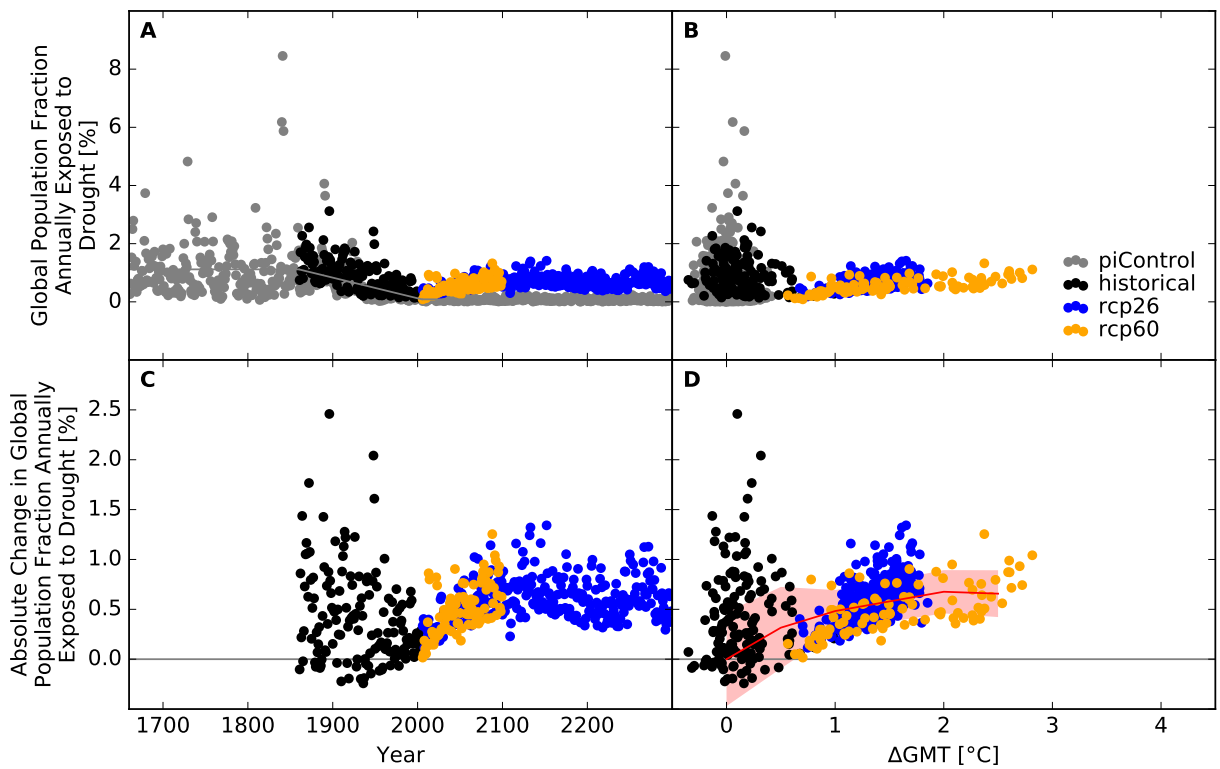 A
B
8
6
4
2
0
Global Population Fraction
Annually Exposed to
Drought [%]
piControl
historical
rcp26
rcp60
C
D
2.5
2.0
1.5
1.0
0.5
0.0
Absolute Change in Global
Population Fraction Annually
Exposed to Drought [%]
1700 1800 1900 2000 2100 2200
0 1 2 3 4
Year
ΔGMT [°C]